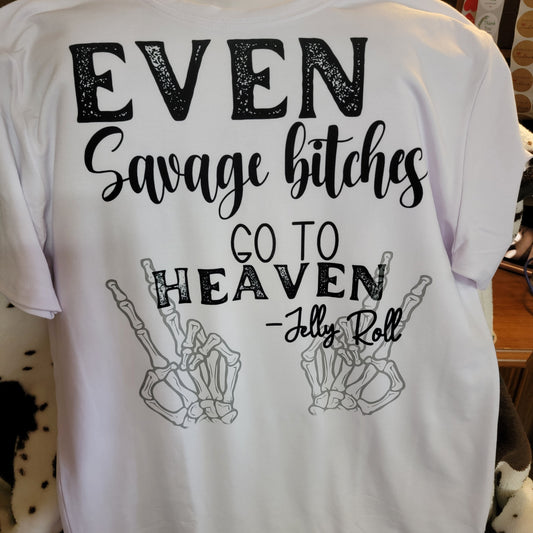 EVEN
Savage bitches
GO TO
HEAVEN
-Jelly Roll